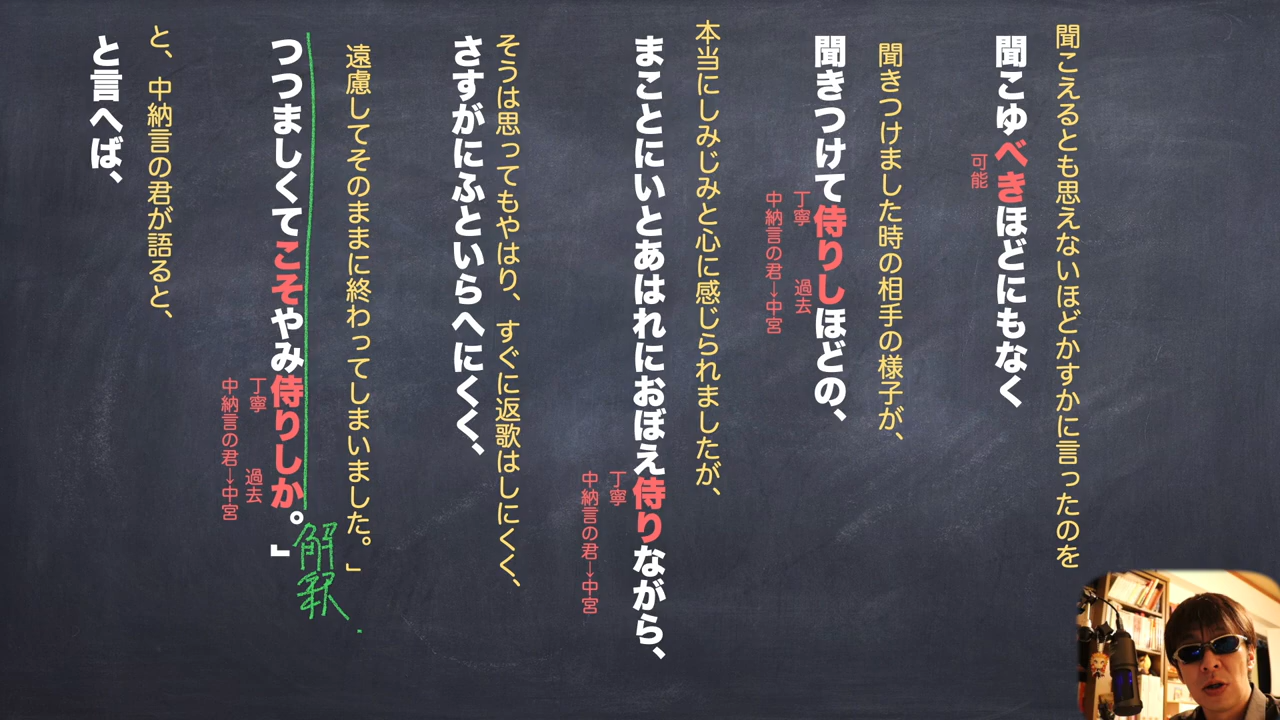 聞こえるとも思えないほどかすかに言ったのを
聞こゆべきほどにもなく
可能
聞きつけました時の相手の様子が、
聞きつけて侍りしほどの、
丁寧 過去
中納言の君→中宮
本当にしみじみと心に感じられましたが、
まことにいとあはれにおぼえ侍りながら、
丁寧
中納言の君→中宮
そうは思ってもやはり、すぐに返歌はしにくく、
さすがにふといらへにくく、
遠慮してそのままに終わってしまいました。」
つつましくてこそやみ侍りしか。」
丁寧 過去
中納言の君→中宮
解釈
と、中納言の君が語ると、
と言へば、